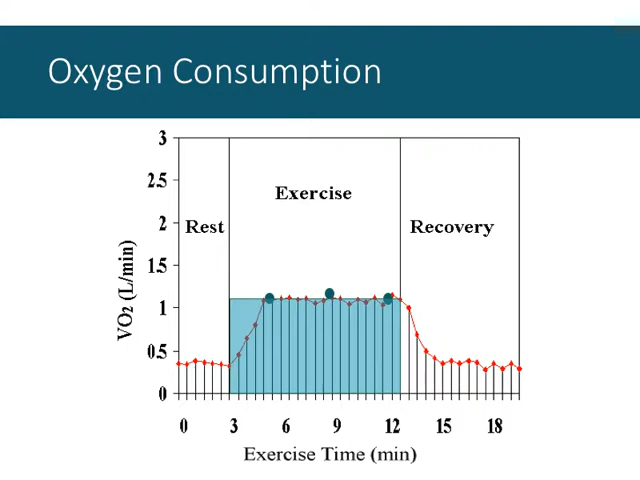 Oxygen Consumption
3
2.5
2
1.5
1
0.5
0
VO2 (L/min)
Rest
Exercise
Recovery
0 3 6 9 12 15 18
Exercise Time (min)